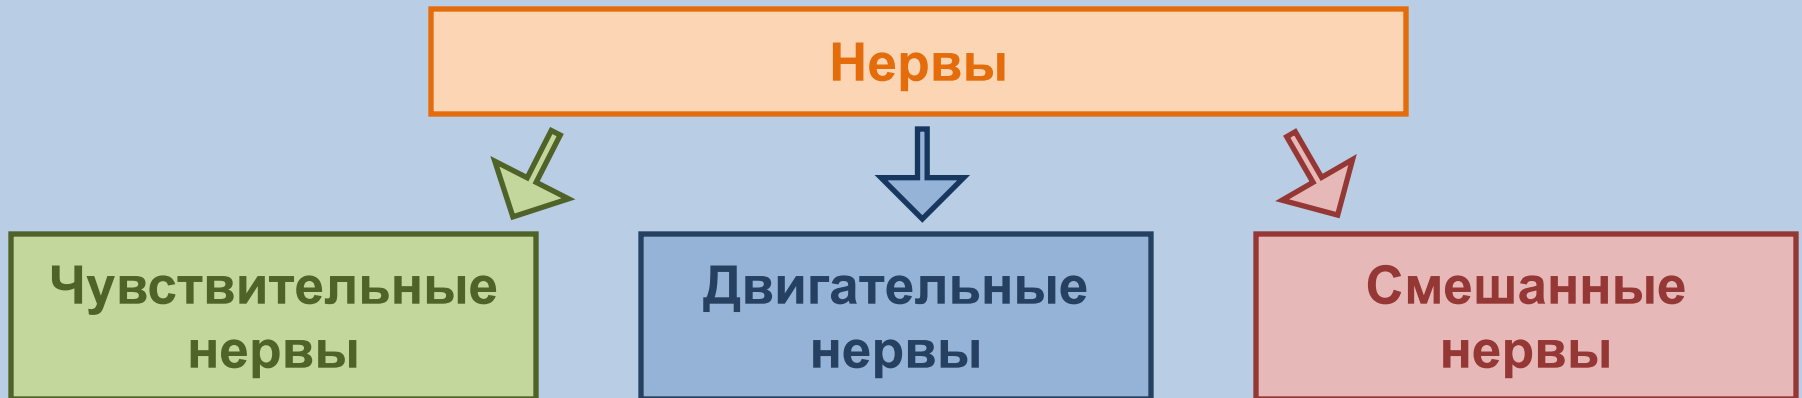 Нервы
Чувствительные
нервы
Двигательные
нервы
Смешанные
нервы